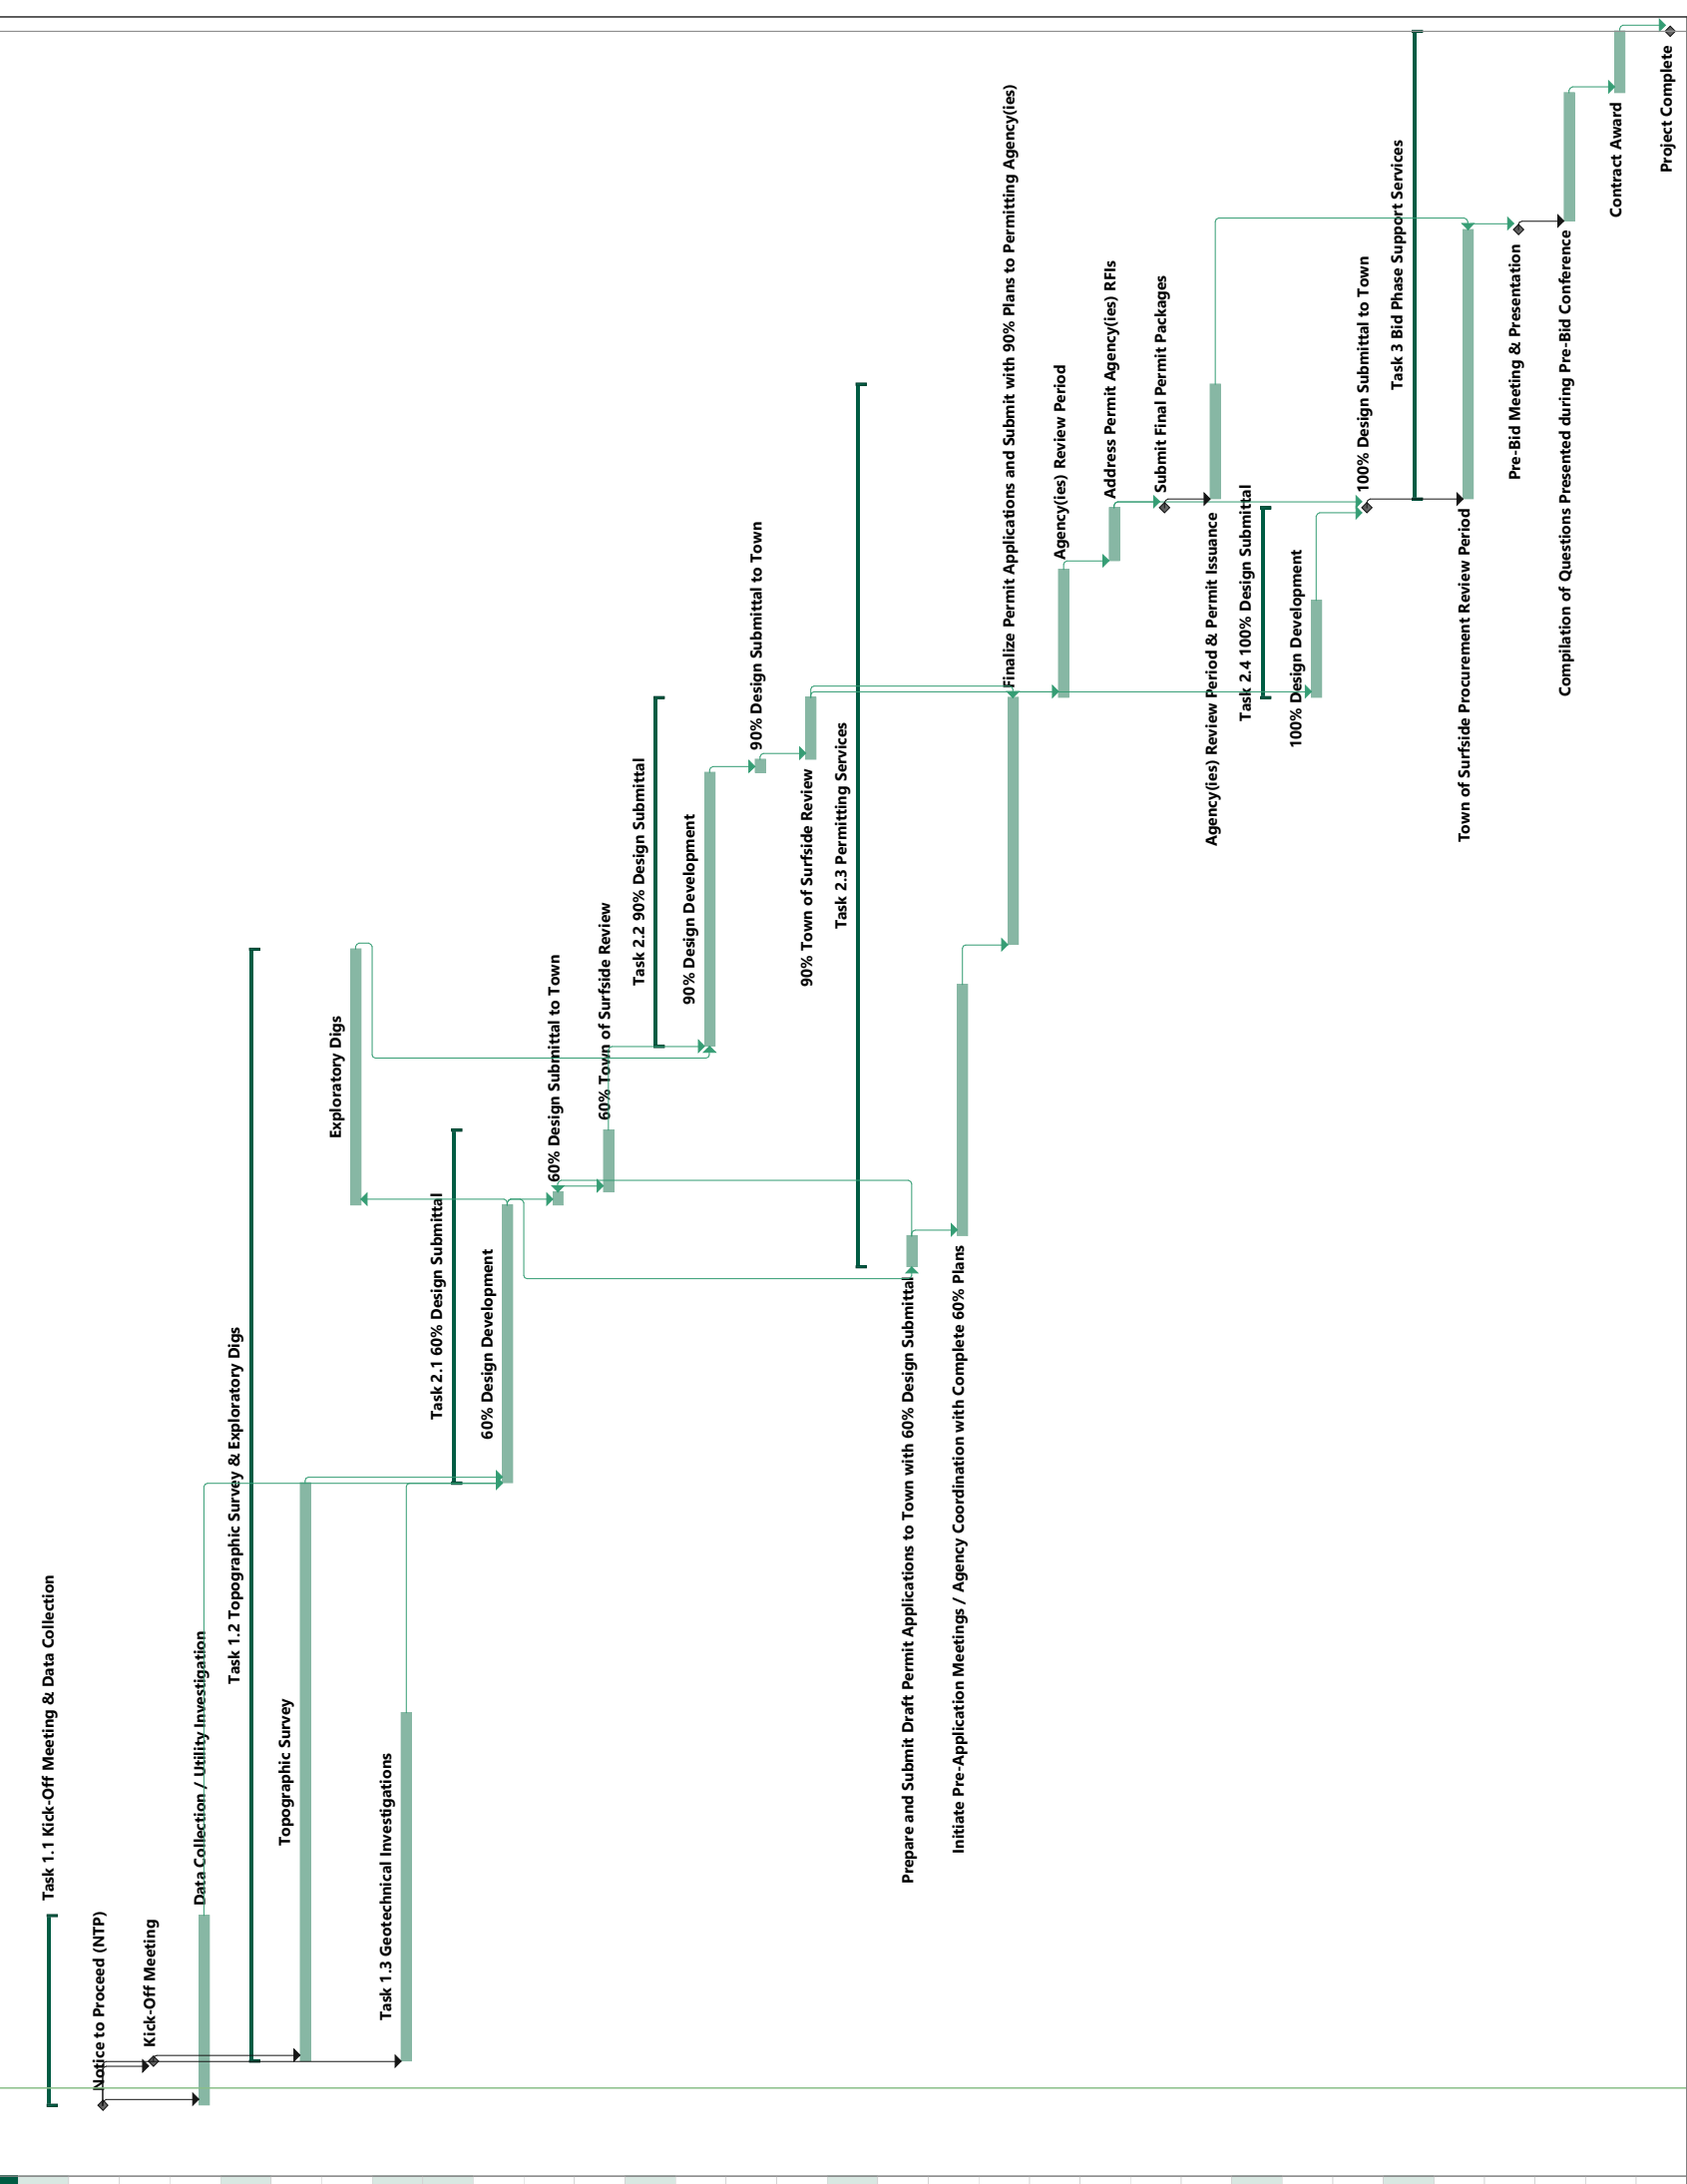 Task 1.1 Kick-Off Meeting & Data Collection
Notice to Proceed (NTP)
Kick-Off Meeting
Data Collection / Utility Investigation
Task 1.2 Topographic Survey & Exploratory Digs
Topographic Survey
Exploratory Digs
Task 1.3 Geotechnical Investigations
Task 2.1 60% Design Submittal
60% Design Development
60% Design Submittal to Town
60% Town of Surfside Review
Task 2.2 90% Design Submittal
90% Design Development
90% Design Submittal to Town
90% Town of Surfside Review
Task 2.3 Permitting Services
Prepare and Submit Draft Permit Applications to Town with 60% Design Submittal
Initiate Pre-Application Meetings / Agency Coordination with Complete 60% Plans
Finalize Permit Applications and Submit with 90% Plans to Permitting Agency(ies)
Agency(ies) Review Period
Address Permit Agency(ies) RFIs
Submit Final Permit Packages
Agency(ies) Review Period & Permit Issuance
Task 2.4 100% Design Submittal
100% Design Development
100% Design Submittal to Town
Task 3 Bid Phase Support Services
Town of Surfside Procurement Review Period
Pre-Bid Meeting & Presentation
Compilation of Questions Presented during Pre-Bid Conference
Contract Award
Project Complete